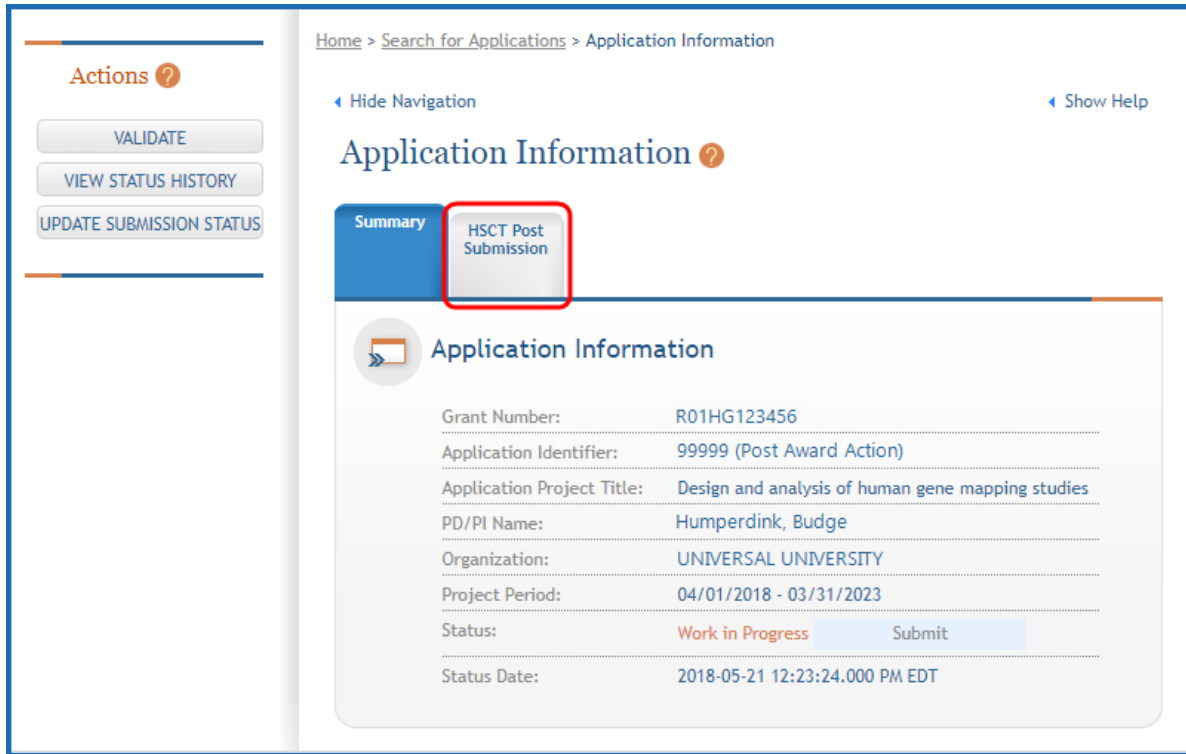 Home > Search for Applications > Application Information
Actions ?
Hide Navigation
Show Help
VALIDATE
VIEW STATUS HISTORY
UPDATE SUBMISSION STATUS
Application Information ?
Summary
HSCT Post
Submission
Application Information
Grant Number: R01HG123456
Application Identifier: 99999 (Post Award Action)
Application Project Title: Design and analysis of human gene mapping studies
PD/PI Name: Humperdink, Budge
Organization: UNIVERSAL UNIVERSITY
Project Period: 04/01/2018 - 03/31/2023
Status: Work in Progress Submit
Status Date: 2018-05-21 12:23:24.000 PM EDT